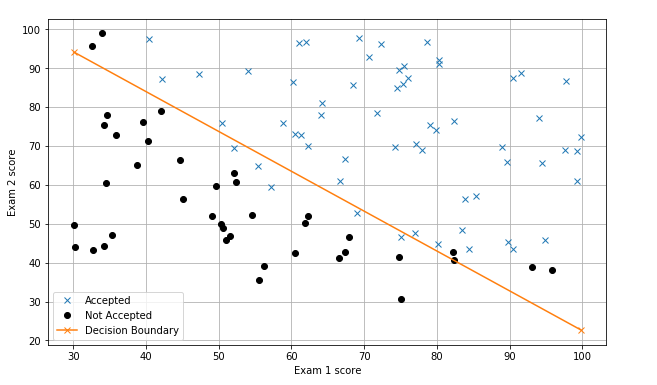 100
90
80
70
60
50
40
30
20
Exam 2 score
Accepted
Not Accepted
Decision Boundary
30 40 50 60 70 80 90 100
Exam 1 score